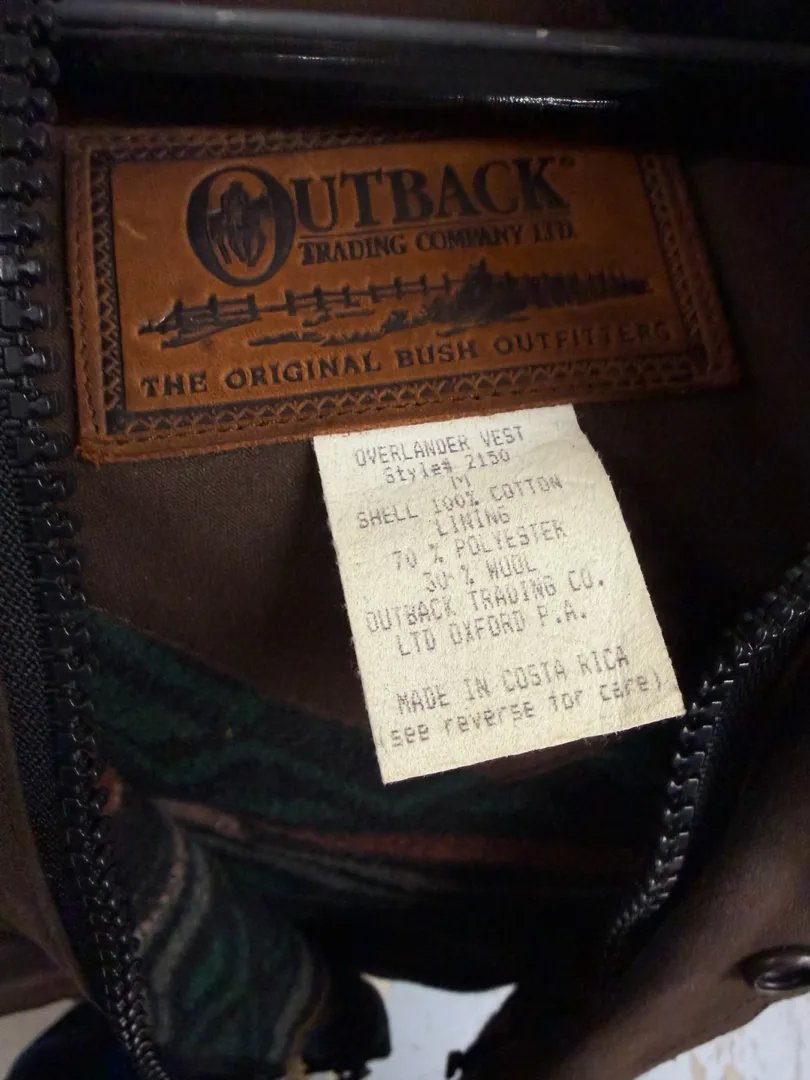 OUTBACK®
TRADING COMPANY LTD.
THE ORIGINAL BUSH OUTFITTERS
OVERLANDER VEST
Style# 2150
M
SHELL 100% COTTON
LINING
70 % POLYESTER
30 % WOOL
OUTBACK TRADING CO.
LTD OXFORD P.A.
MADE IN COSTA RICA
(see reverse for care)